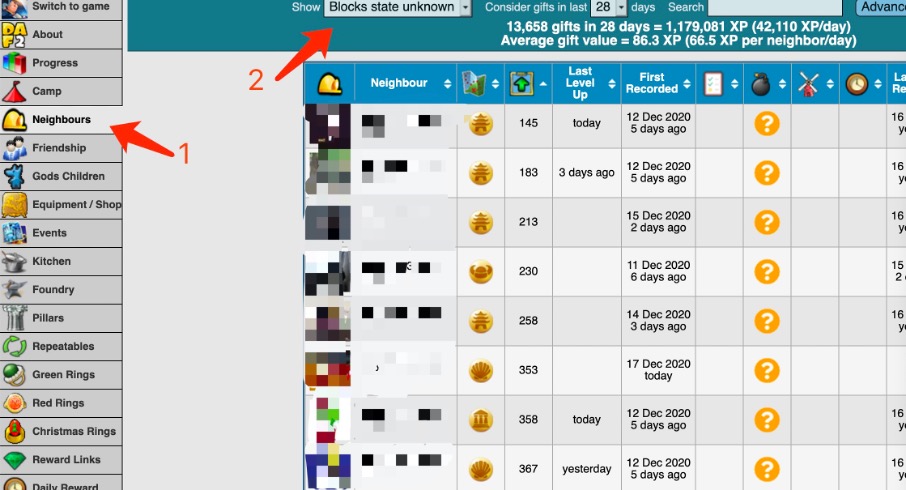 Switch to game
About
Progress
Camp
Neighbours
Friendship
Gods Children
Equipment / Shop
Events
Kitchen
Foundry
Pillars
Repeatables
Green Rings
Red Rings
Christmas Rings
Reward Links
Daily Reward
1
2
Show Blocks state unknown Consider gifts in last 28 days Search Advanc
13,658 gifts in 28 days = 1,179,081 XP (42,110 XP/day)
Average gift value = 86.3 XP (66.5 XP per neighbor/day)
Neighbour Last Level Up First Recorded La Re
145 today 12 Dec 2020 5 days ago 16 ye
183 3 days ago 12 Dec 2020 5 days ago 16 ye
213 15 Dec 2020 2 days ago 16 ye
230 11 Dec 2020 6 days ago 15 2
258 14 Dec 2020 3 days ago 16 ye
353 17 Dec 2020 today
358 today 12 Dec 2020 5 days ago 16 ye
367 yesterday 12 Dec 2020 5 days ago 16 ye